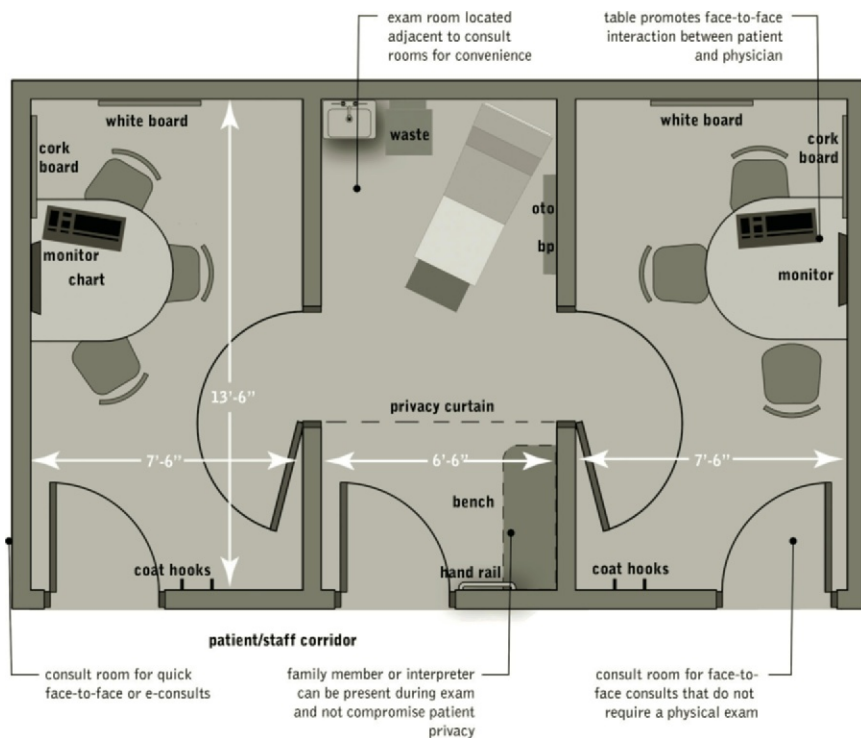 exam room located
adjacent to consult
rooms for convenience
table promotes face-to-face
interaction between patient
and physician
white board
waste
white board
cork
board
cork
board
oto
bp
monitor
chart
monitor
13'-6"
privacy curtain
7'-6"
6'-6"
7'-6"
bench
coat hooks
hand rail
coat hooks
patient/staff corridor
consult room for quick
face-to-face or e-consults
family member or interpreter
can be present during exam
and not compromise patient
privacy
consult room for face-to-
face consults that do not
require a physical exam